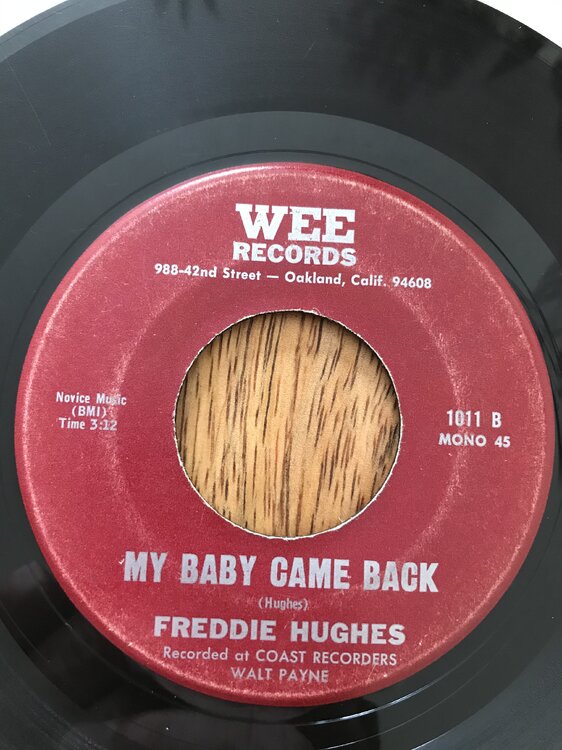 WEE
RECORDS
988-42nd Street — Oakland, Calif. 94608
Novice Music
(BMI)
Time 3:12
1011 B
MONO 45
MY BABY CAME BACK
(Hughes)
FREDDIE HUGHES
Recorded at COAST RECORDERS
WALT PAYNE